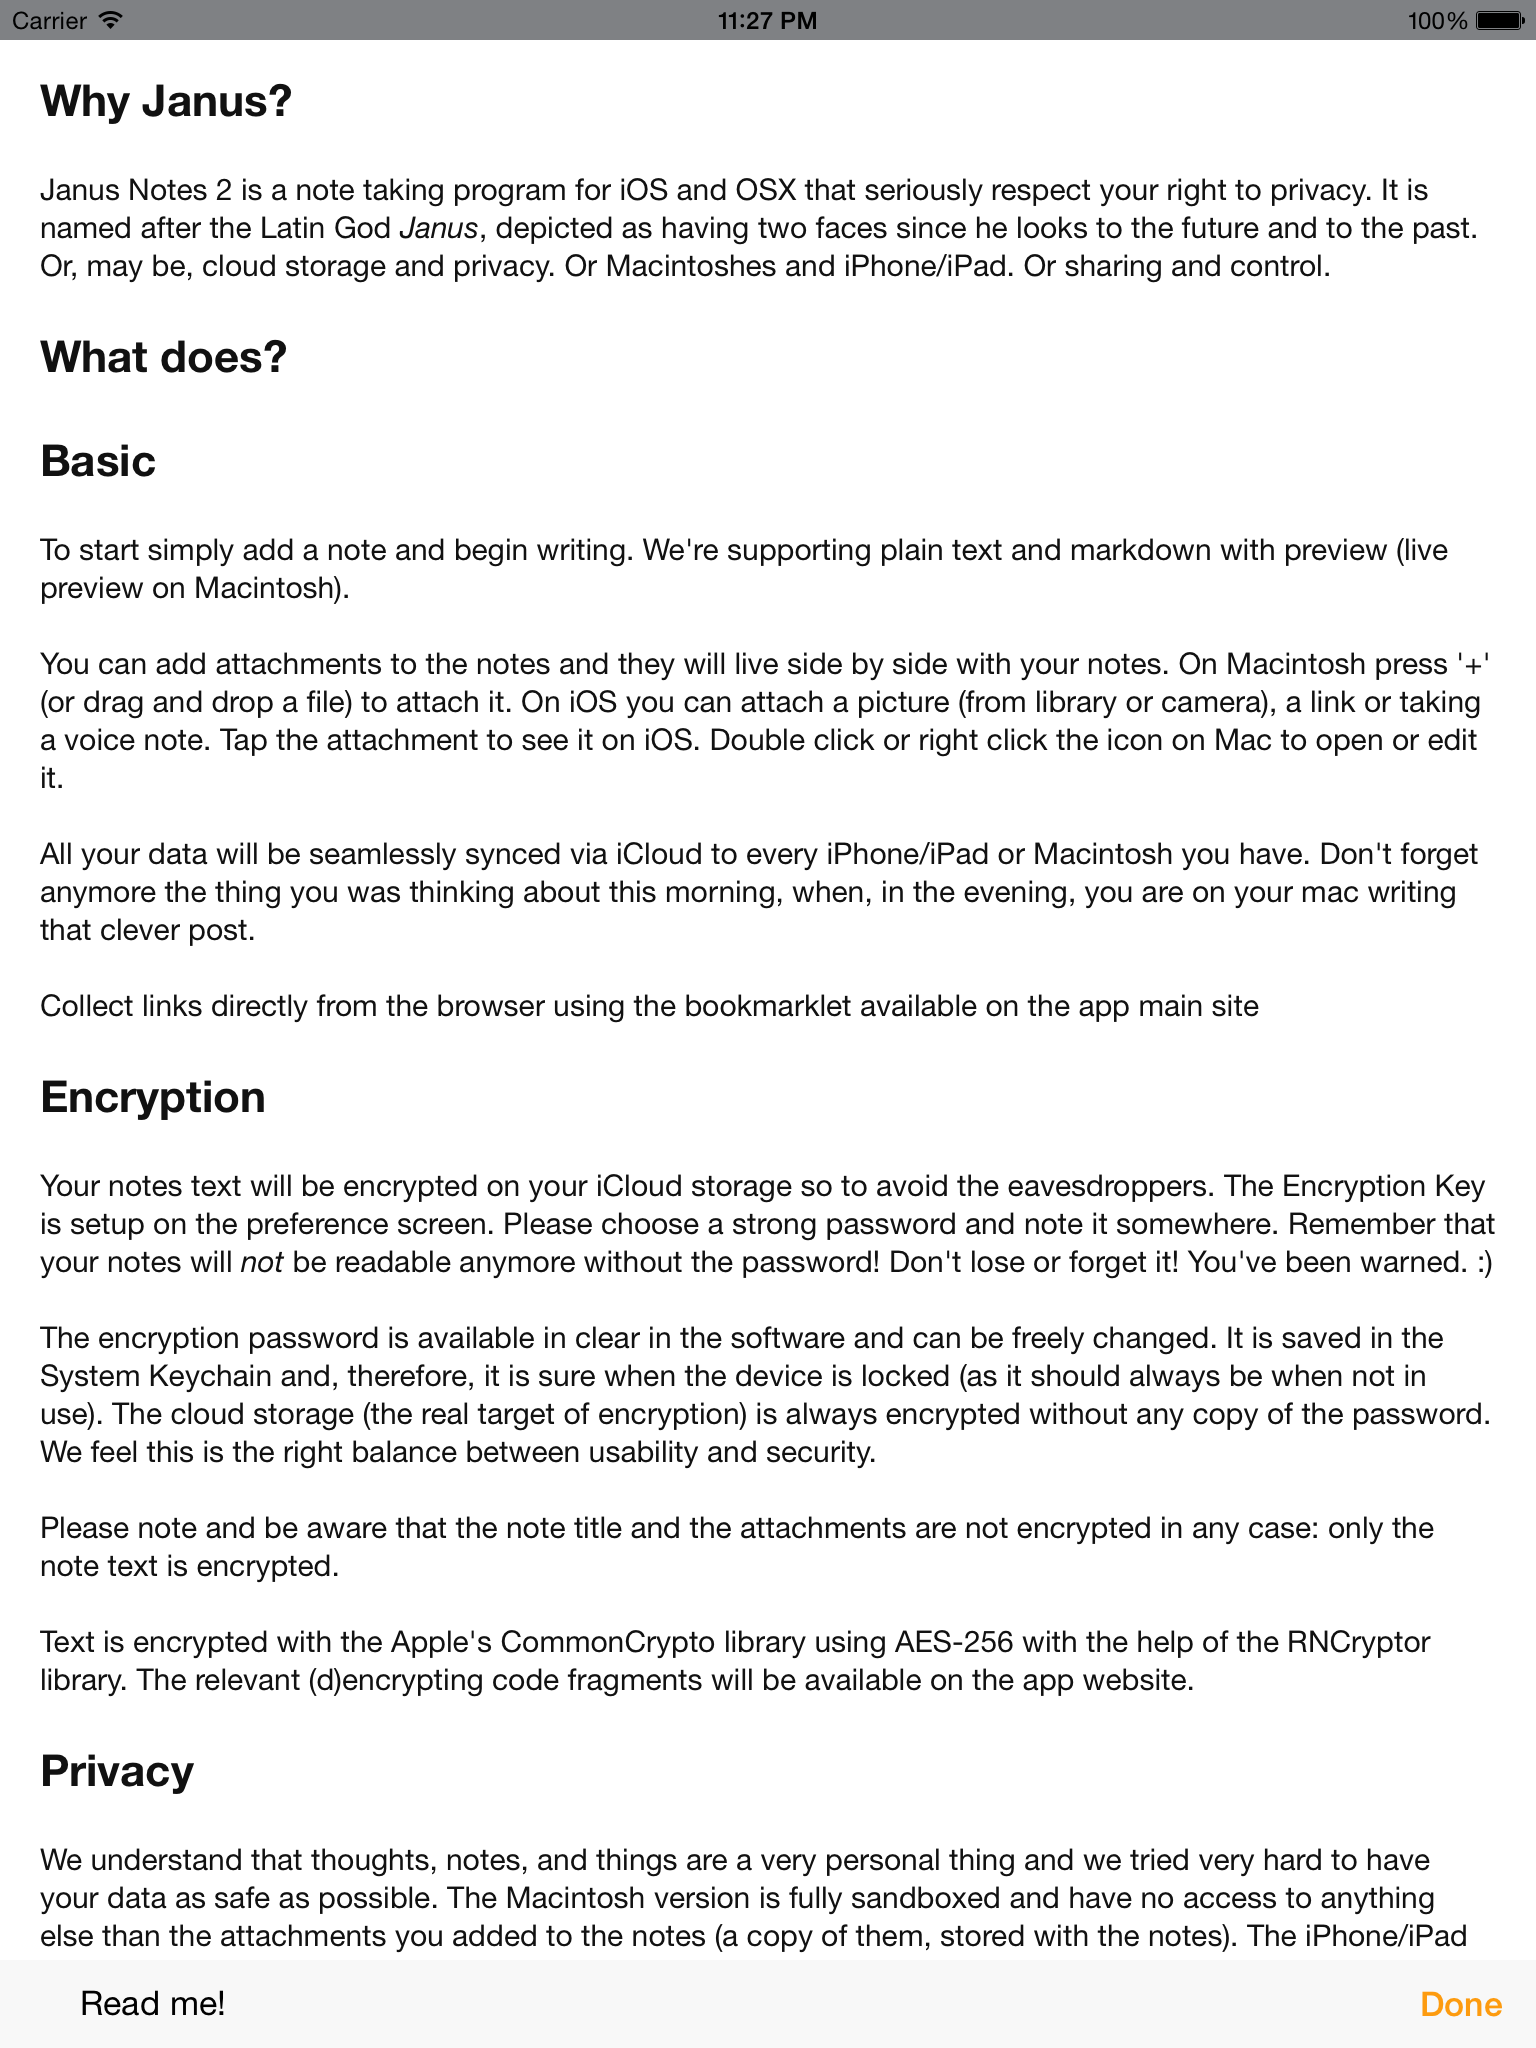 Carrier 11:27 PM 100%
Why Janus?
Janus Notes 2 is a note taking program for iOS and OSX that seriously respect your right to privacy. It is
named after the Latin God Janus, depicted as having two faces since he looks to the future and to the past.
Or, may be, cloud storage and privacy. Or Macintoshes and iPhone/iPad. Or sharing and control.
What does?
Basic
To start simply add a note and begin writing. We're supporting plain text and markdown with preview (live
preview on Macintosh).
You can add attachments to the notes and they will live side by side with your notes. On Macintosh press '+'
(or drag and drop a file) to attach it. On iOS you can attach a picture (from library or camera), a link or taking
a voice note. Tap the attachment to see it on iOS. Double click or right click the icon on Mac to open or edit
it.
All your data will be seamlessly synced via iCloud to every iPhone/iPad or Macintosh you have. Don't forget
anymore the thing you was thinking about this morning, when, in the evening, you are on your mac writing
that clever post.
Collect links directly from the browser using the bookmarklet available on the app main site
Encryption
Your notes text will be encrypted on your iCloud storage so to avoid the eavesdroppers. The Encryption Key
is setup on the preference screen. Please choose a strong password and note it somewhere. Remember that
your notes will not be readable anymore without the password! Don't lose or forget it! You've been warned. :)
The encryption password is available in clear in the software and can be freely changed. It is saved in the
System Keychain and, therefore, it is sure when the device is locked (as it should always be when not in
use). The cloud storage (the real target of encryption) is always encrypted without any copy of the password.
We feel this is the right balance between usability and security.
Please note and be aware that the note title and the attachments are not encrypted in any case: only the
note text is encrypted.
Text is encrypted with the Apple's CommonCrypto library using AES-256 with the help of the RNCryptor
library. The relevant (d)encrypting code fragments will be available on the app website.
Privacy
We understand that thoughts, notes, and things are a very personal thing and we tried very hard to have
your data as safe as possible. The Macintosh version is fully sandboxed and have no access to anything
else than the attachments you added to the notes (a copy of them, stored with the notes). The iPhone/iPad
Read me! Done